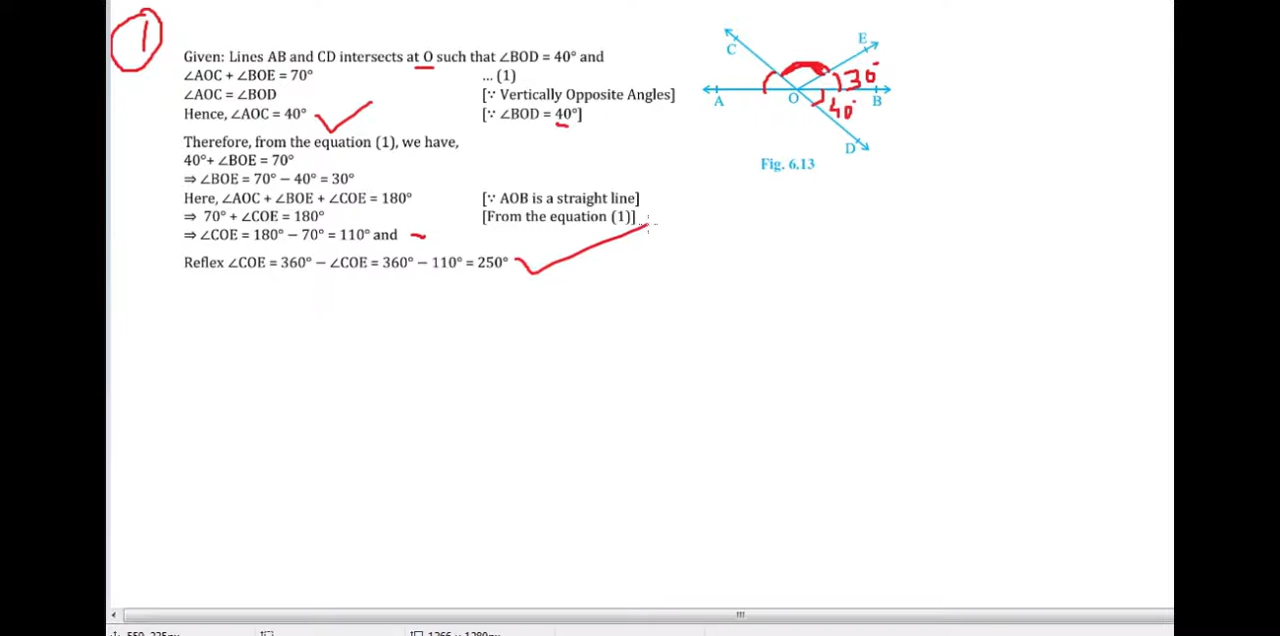 1
Given: Lines AB and CD intersects at O such that ∠BOD = 40° and
∠AOC + ∠BOE = 70° ... (1)
∠AOC = ∠BOD [∵ Vertically Opposite Angles]
Hence, ∠AOC = 40° [∵ ∠BOD = 40°]
Therefore, from the equation (1), we have,
40°+ ∠BOE = 70°
⇒ ∠BOE = 70° − 40° = 30°
Here, ∠AOC + ∠BOE + ∠COE = 180° [∵ AOB is a straight line]
⇒ 70° + ∠COE = 180° [From the equation (1)]
⇒ ∠COE = 180° − 70° = 110° and
Reflex ∠COE = 360° − ∠COE = 360° − 110° = 250°
C
E
30°
A
O
B
40°
D
Fig. 6.13